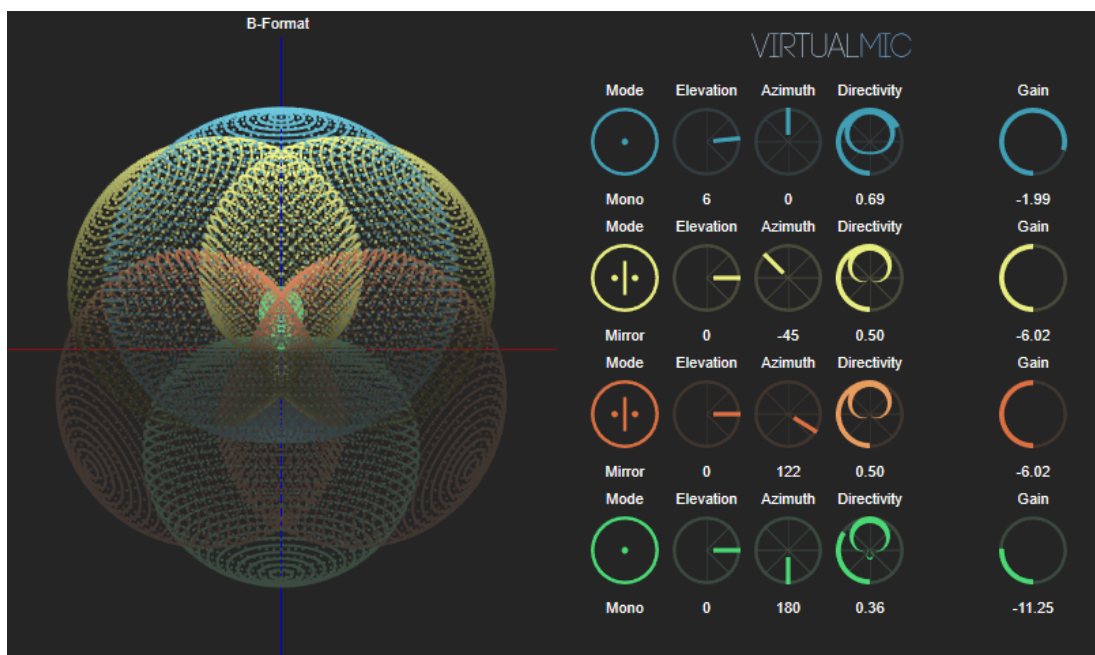 B-Format
VIRTUALMIC
Mode Elevation Azimuth Directivity Gain
Mono 6 0 0.69 -1.99
Mode Elevation Azimuth Directivity Gain
Mirror 0 -45 0.50 -6.02
Mode Elevation Azimuth Directivity Gain
Mirror 0 122 0.50 -6.02
Mode Elevation Azimuth Directivity Gain
Mono 0 180 0.36 -11.25